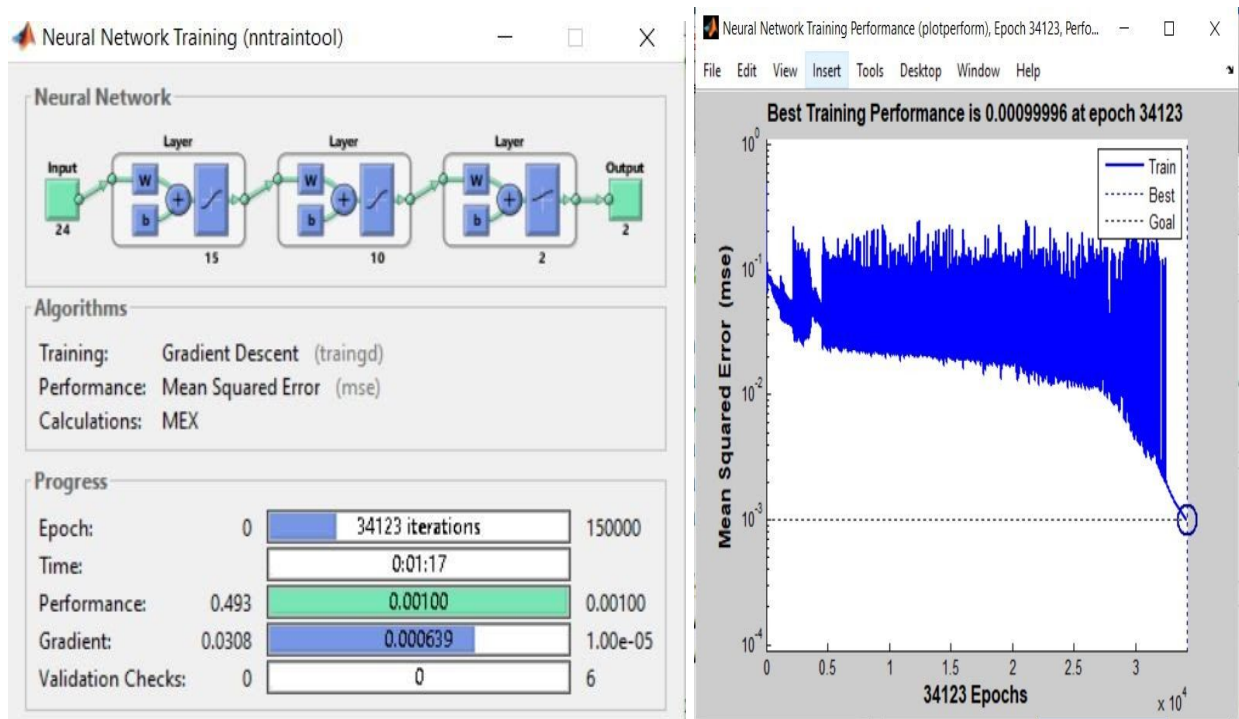 Neural Network Training (nntraintool)
Neural Network
Layer Layer Layer
Input Output
W W W
b b b
+ + +
24 2
15 10 2
Algorithms
Training: Gradient Descent (traingd)
Performance: Mean Squared Error (mse)
Calculations: MEX
Progress
Epoch: 0 34123 iterations 150000
Time: 0:01:17
Performance: 0.493 0.00100 0.00100
Gradient: 0.0308 0.000639 1.00e-05
Validation Checks: 0 0 6
Neural Network Training Performance (plotperform), Epoch 34123, Perfo...
File Edit View Insert Tools Desktop Window Help
Best Training Performance is 0.00099996 at epoch 34123
Train
Best
Goal
Mean Squared Error (mse)
10^0
10^-1
10^-2
10^-3
10^-4
0 0.5 1 1.5 2 2.5 3
x 10^4
34123 Epochs